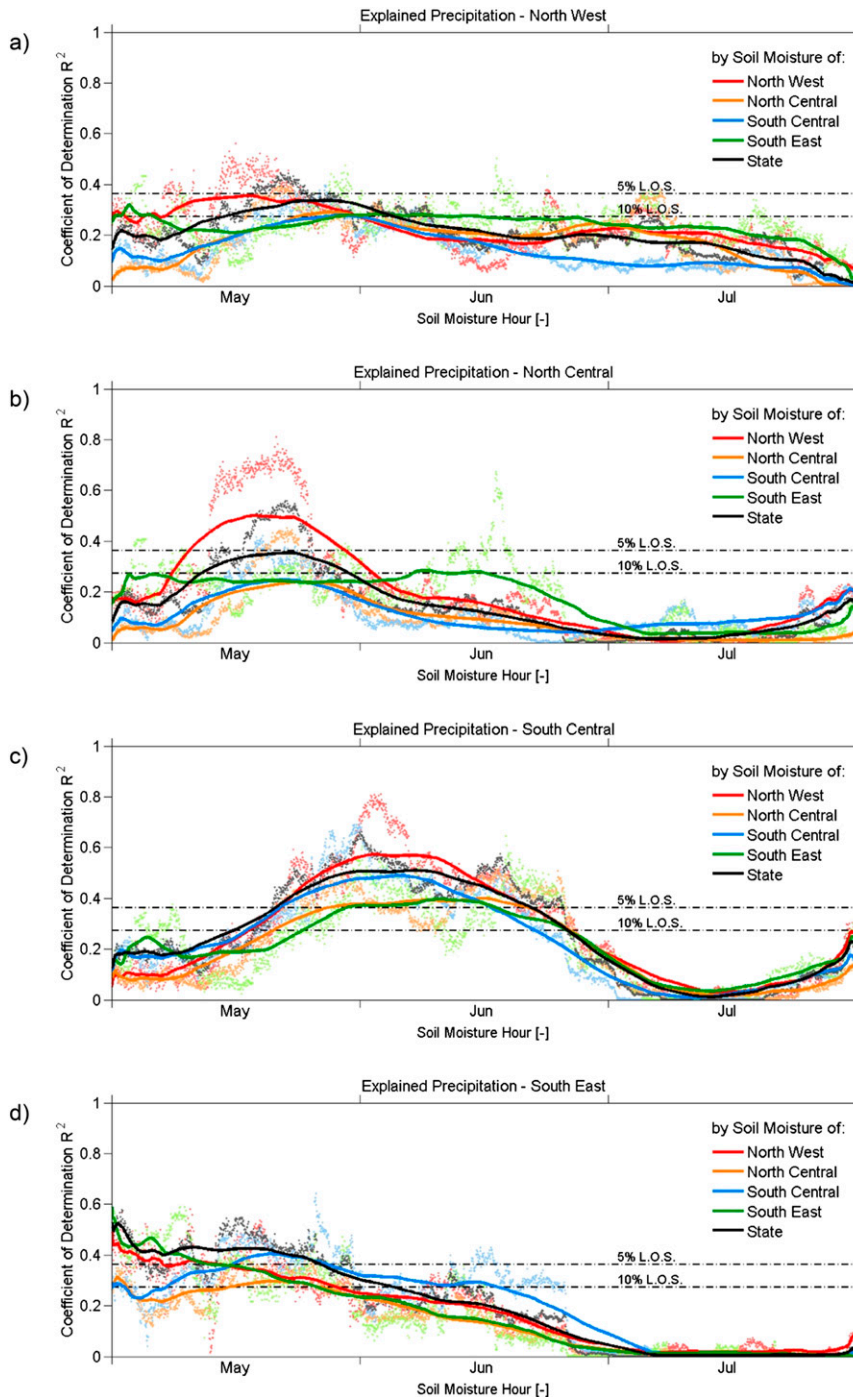 a)
Explained Precipitation - North West
Coefficient of Determination R²
1
0.8
0.6
0.4
0.2
0
by Soil Moisture of:
North West
North Central
South Central
South East
State
5% L.O.S.
10% L.O.S.
May Jun Jul
Soil Moisture Hour [-]
b)
Explained Precipitation - North Central
Coefficient of Determination R²
1
0.8
0.6
0.4
0.2
0
by Soil Moisture of:
North West
North Central
South Central
South East
State
5% L.O.S.
10% L.O.S.
May Jun Jul
Soil Moisture Hour [-]
c)
Explained Precipitation - South Central
Coefficient of Determination R²
1
0.8
0.6
0.4
0.2
0
by Soil Moisture of:
North West
North Central
South Central
South East
State
5% L.O.S.
10% L.O.S.
May Jun Jul
Soil Moisture Hour [-]
d)
Explained Precipitation - South East
Coefficient of Determination R²
1
0.8
0.6
0.4
0.2
0
by Soil Moisture of:
North West
North Central
South Central
South East
State
5% L.O.S.
10% L.O.S.
May Jun Jul
Soil Moisture Hour [-]